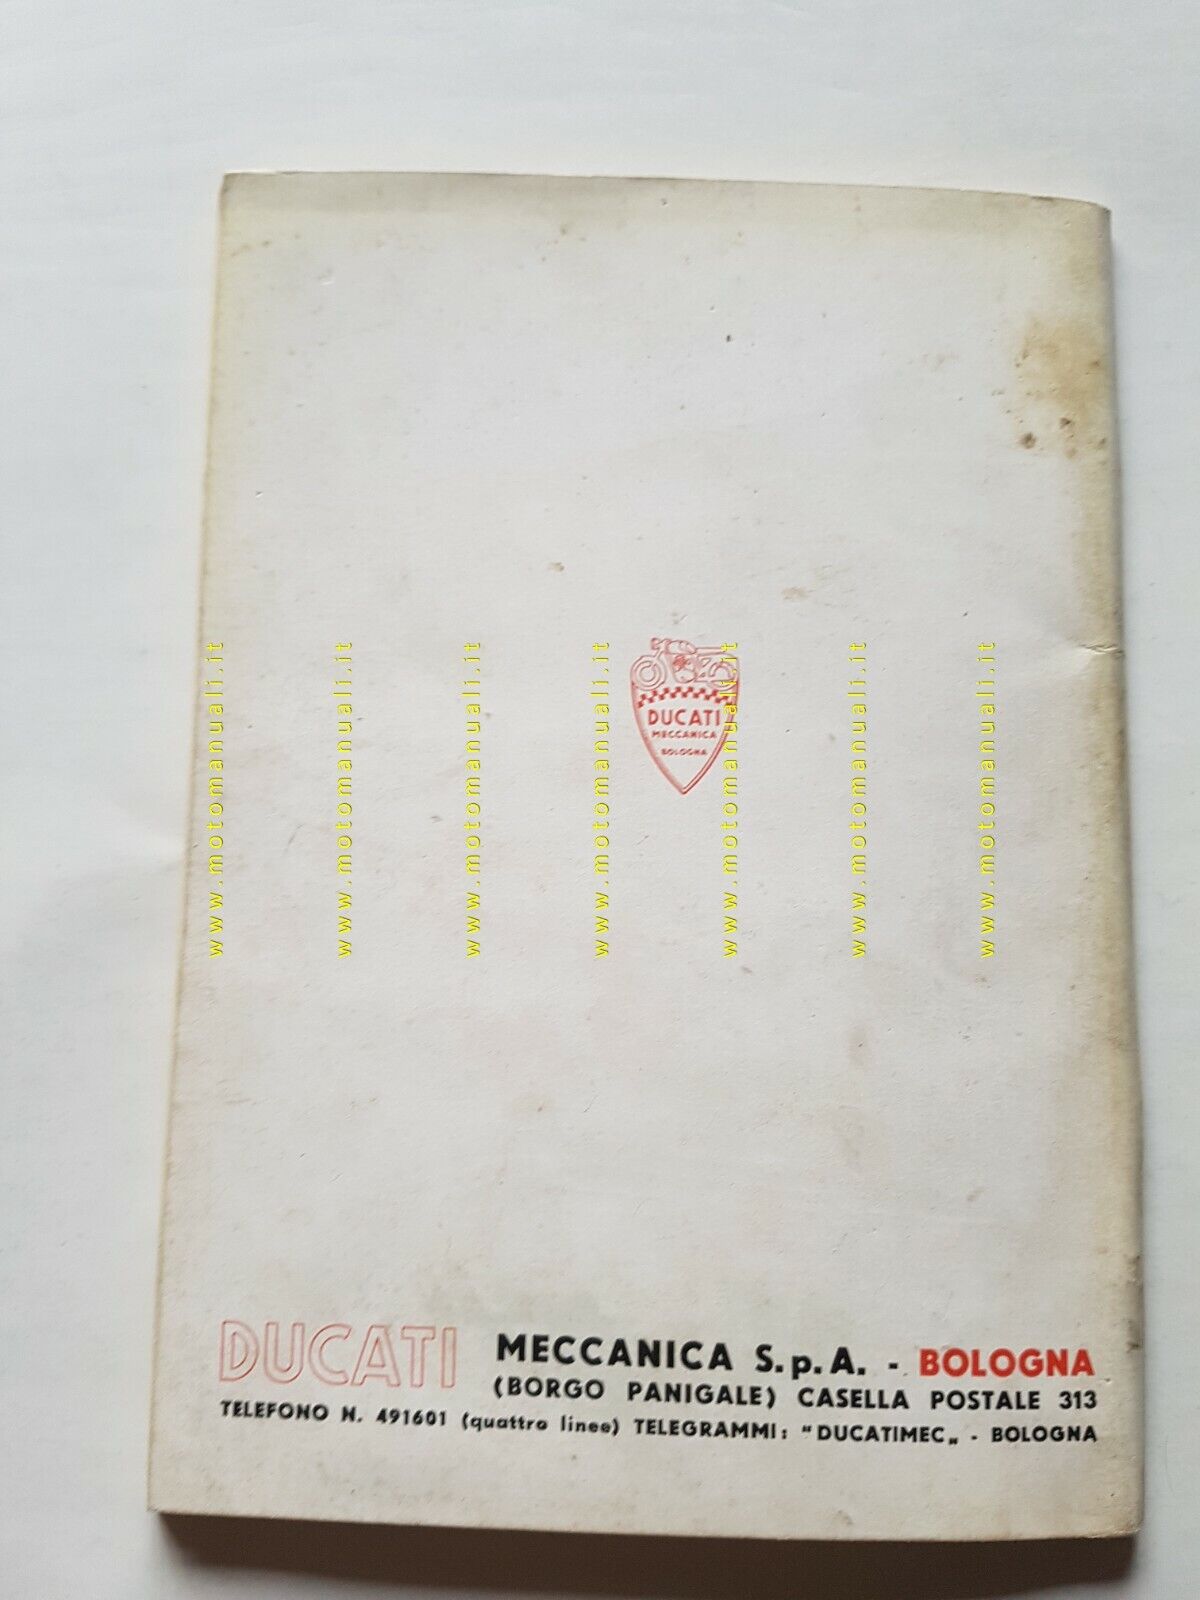 www.motomanuali.it
www.motomanuali.it
www.motomanuali.it
www.motomanuali.it
www.motomanuali.it
www.motomanuali.it
www.motomanuali.it
DUCATI
MECCANICA
BOLOGNA
DUCATI MECCANICA S.p.A. - BOLOGNA
(BORGO PANIGALE) CASELLA POSTALE 313
TELEFONO N. 491601 (quattro linee) TELEGRAMMI: "DUCATIMEC„ - BOLOGNA